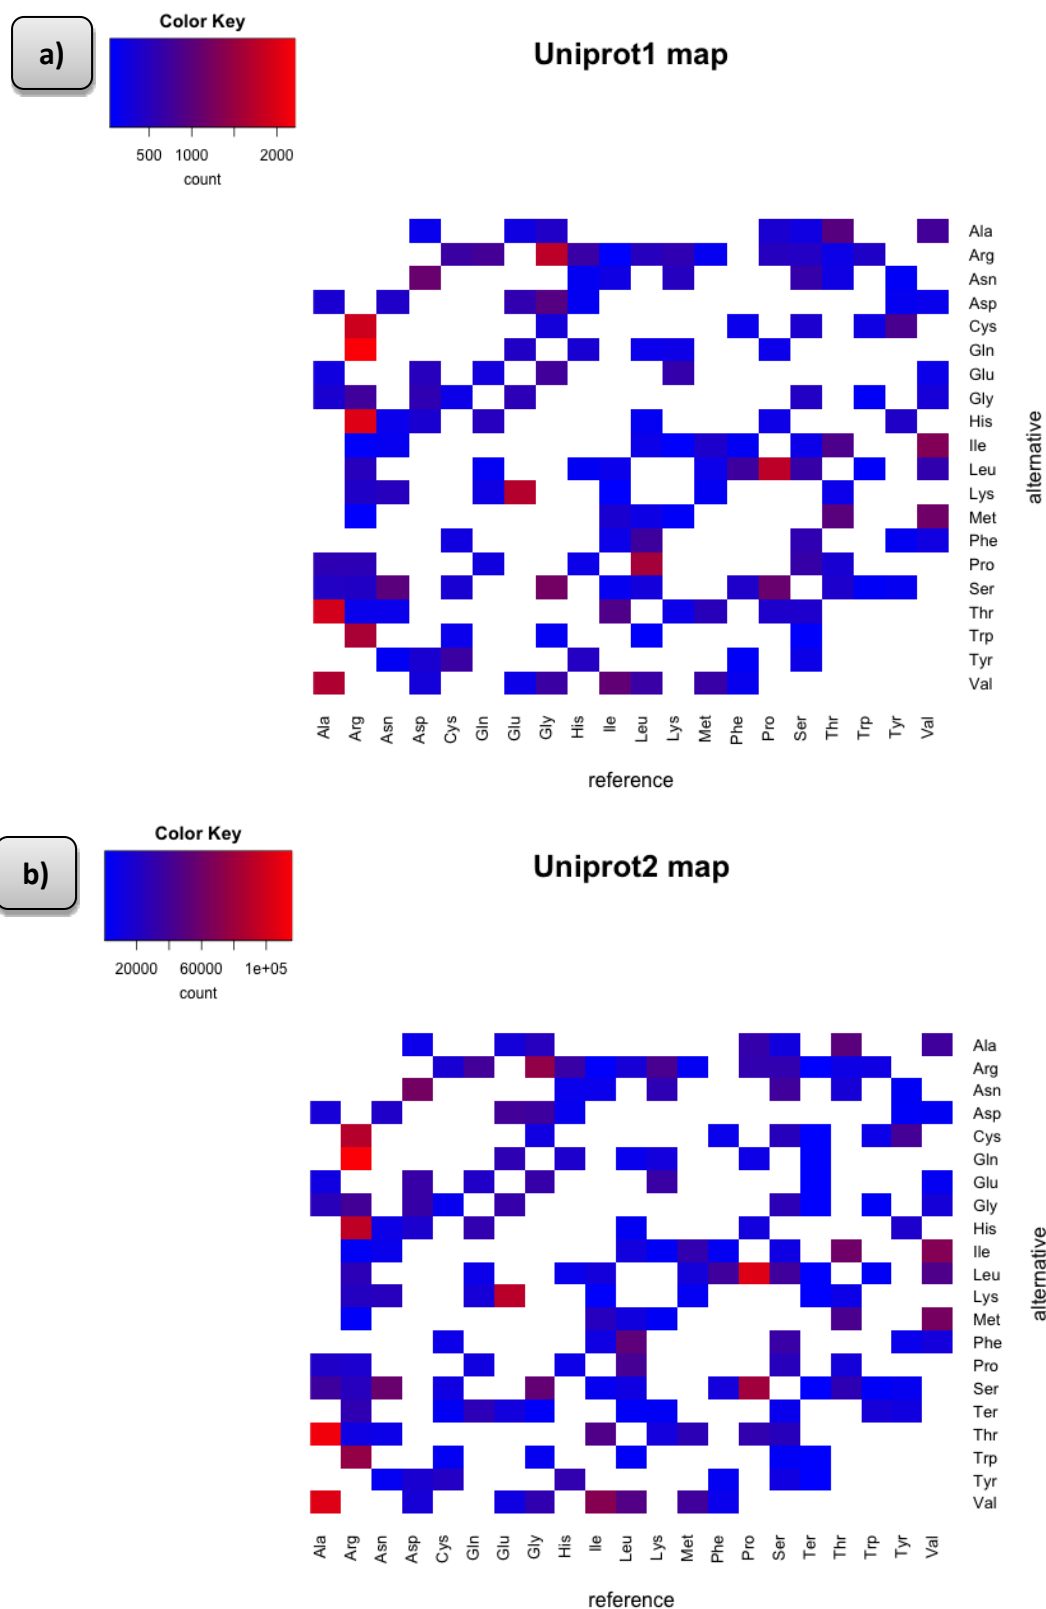 a)
Color Key
500 1000 2000
count
Uniprot1 map
Ala
Arg
Asn
Asp
Cys
Gln
Glu
Gly
His
Ile
Leu
Lys
Met
Phe
Pro
Ser
Thr
Trp
Tyr
Val
alternative
Ala Arg Asn Asp Cys Gln Glu Gly His Ile Leu Lys Met Phe Pro Ser Thr Trp Tyr Val
reference
b)
Color Key
20000 60000 1e+05
count
Uniprot2 map
Ala
Arg
Asn
Asp
Cys
Gln
Glu
Gly
His
Ile
Leu
Lys
Met
Phe
Pro
Ser
Ter
Thr
Trp
Tyr
Val
alternative
Ala Arg Asn Asp Cys Gln Glu Gly His Ile Leu Lys Met Phe Pro Ser Ter Thr Trp Tyr Val
reference